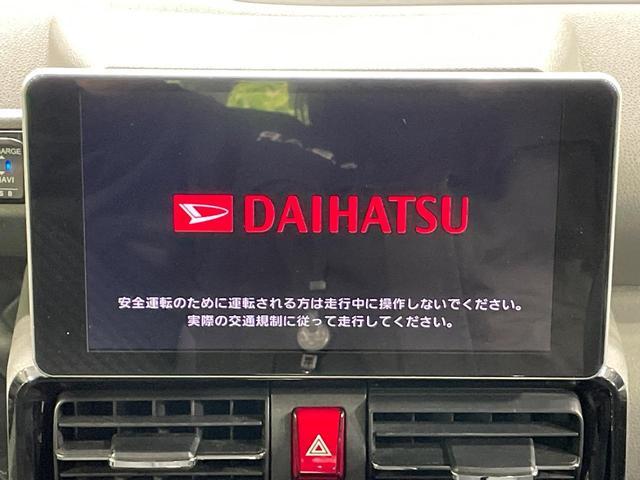 DAIHATSU
安全運転のために運転される方は走行中に操作しないでください。
実際の交通規制に従って走行してください。